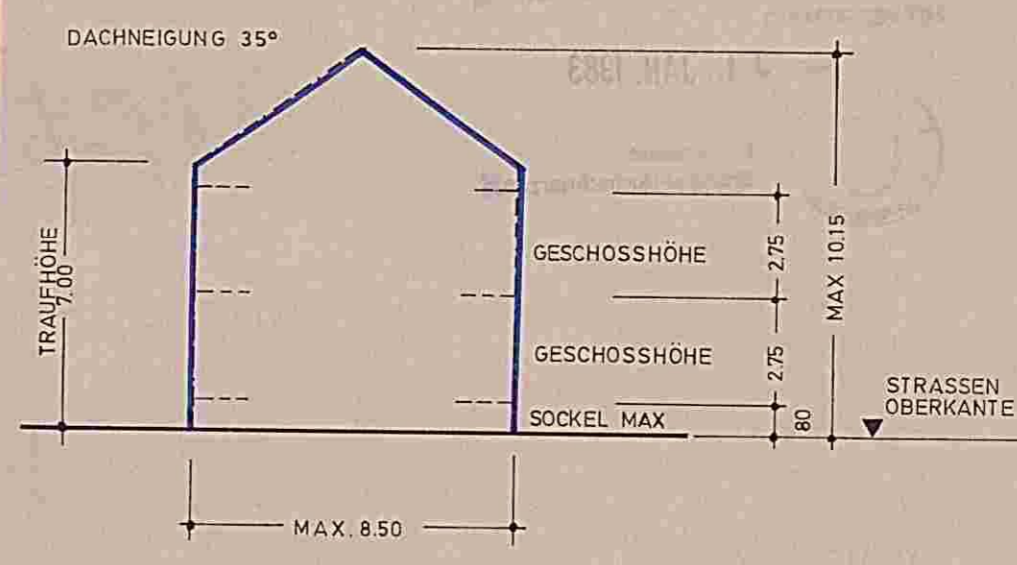 DACHNEIGUNG 35°
TRAUFHÖHE
7,00
GESCHOSSHÖHE
2,75
GESCHOSSHÖHE
2,75
SOCKEL MAX
80
MAX 10.15
STRASSEN
OBERKANTE
MAX. 8.50
1. JAN. 1983